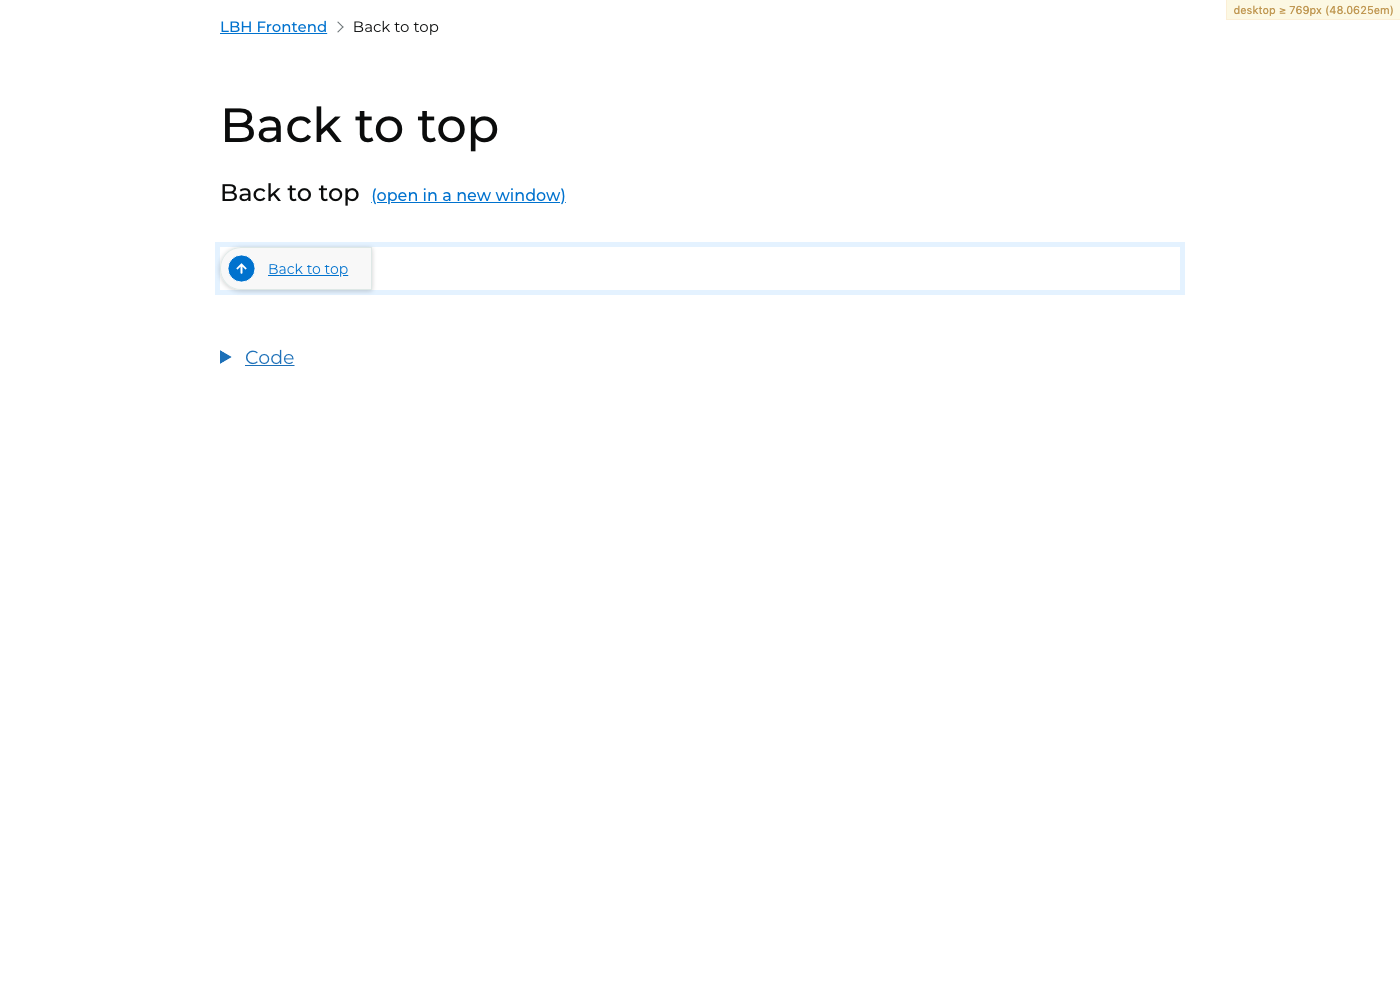 LBH Frontend Back to top
desktop ≥ 769px (48.0625em)
Back to top
Back to top (open in a new window)
Back to top
Code